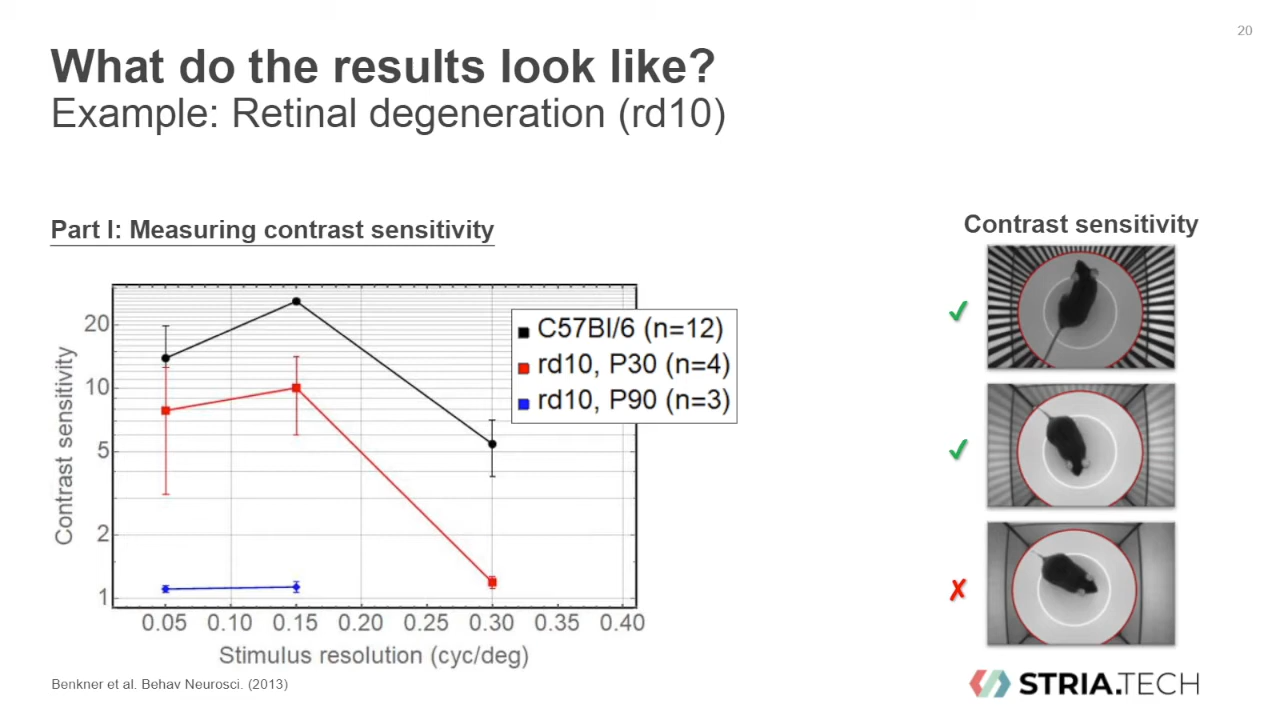 20
What do the results look like?
Example: Retinal degeneration (rd10)
Part I: Measuring contrast sensitivity
Contrast sensitivity
C57Bl/6 (n=12)
rd10, P30 (n=4)
rd10, P90 (n=3)
Contrast sensitivity
20
10
5
2
1
0.05 0.10 0.15 0.20 0.25 0.30 0.35 0.40
Stimulus resolution (cyc/deg)
✓
✓
✗
Benkner et al. Behav Neurosci. (2013)
STRIA.TECH